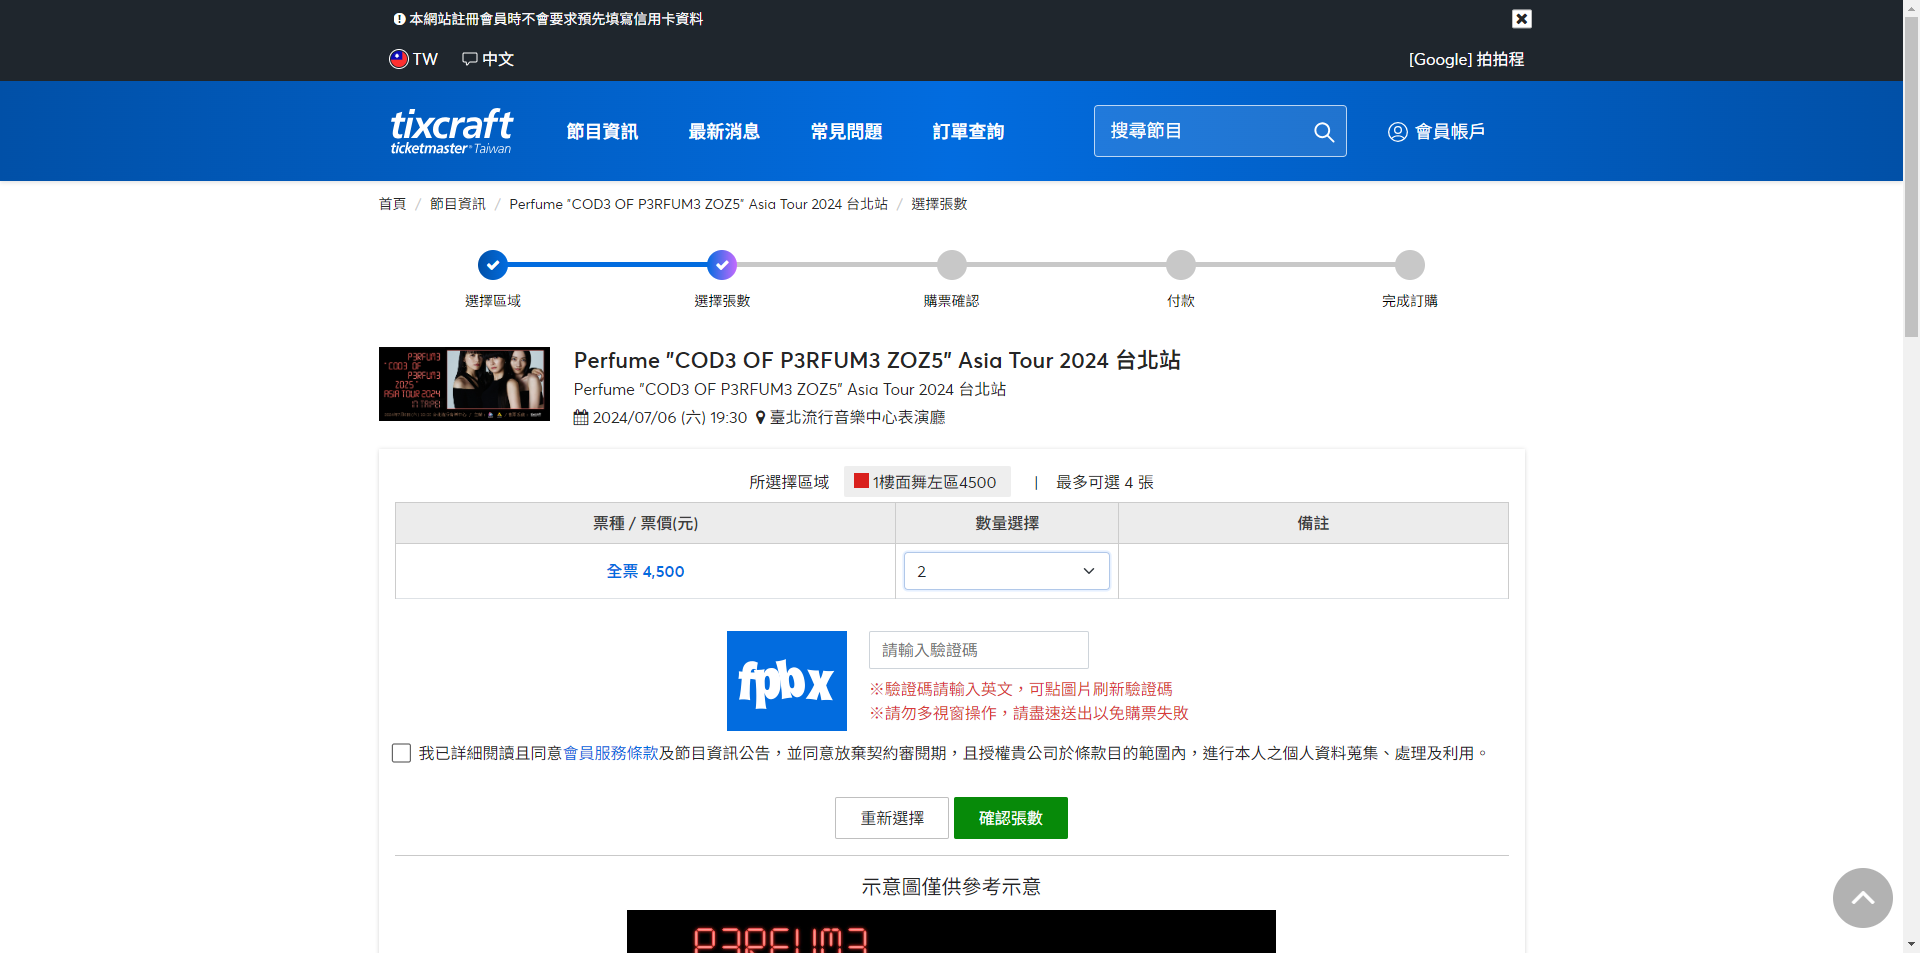 本網站註冊會員時不會要求預先填寫信用卡資料
TW 中文 [Google] 拍拍程
tixcraft
ticketmaster® Taiwan
節目資訊 最新消息 常見問題 訂單查詢 搜尋節目 會員帳戶
首頁 / 節目資訊 / Perfume "COD3 OF P3RFUM3 ZOZ5" Asia Tour 2024 台北站 / 選擇張數
選擇區域 選擇張數 購票確認 付款 完成訂購
P3RFUM3
"COD3 OF
P3RFUM3
ZOZ5"
ASIA TOUR 2024
IN TAIPEI
Perfume "COD3 OF P3RFUM3 ZOZ5" Asia Tour 2024 台北站
Perfume "COD3 OF P3RFUM3 ZOZ5" Asia Tour 2024 台北站
2024/07/06 (六) 19:30 臺北流行音樂中心表演廳
所選擇區域 1樓面舞左區4500 | 最多可選 4 張
票種 / 票價(元) 數量選擇 備註
全票 4,500 2
fpbx
請輸入驗證碼
※驗證碼請輸入英文，可點圖片刷新驗證碼
※請勿多視窗操作，請盡速送出以免購票失敗
我已詳細閱讀且同意會員服務條款及節目資訊公告，並同意放棄契約審閱期，且授權貴公司於條款目的範圍內，進行本人之個人資料蒐集、處理及利用。
重新選擇 確認張數
示意圖僅供參考示意
P3RFUM3